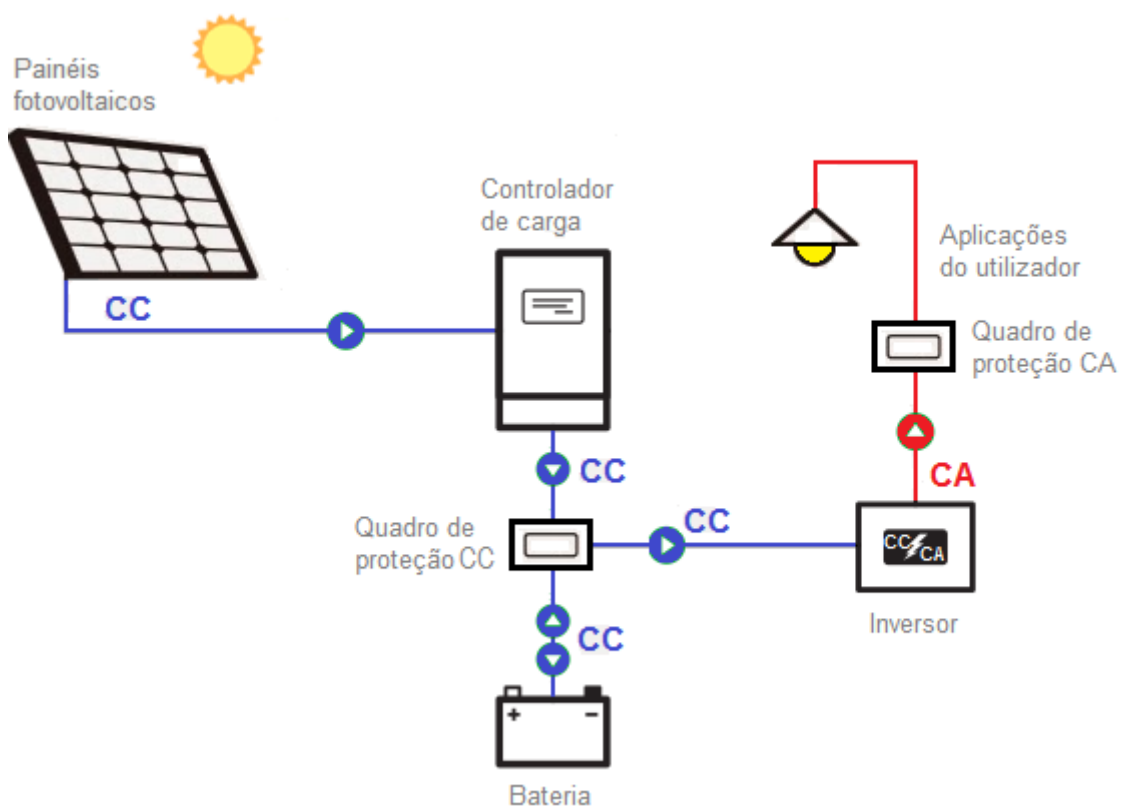 Painéis
fotovoltaicos
CC
Controlador
de carga
Aplicações
do utilizador
Quadro de
proteção CA
CA
CC
Quadro de
proteção CC
CC
CC
CC
CA
Inversor
+ −
Bateria